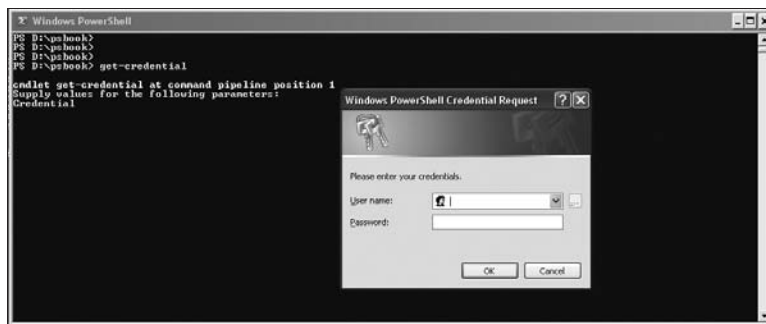 Windows PowerShell
PS D:\psbook>
PS D:\psbook>
PS D:\psbook>
PS D:\psbook> get-credential
cmdlet get-credential at command pipeline position 1
Supply values for the following parameters:
Credential
Windows PowerShell Credential Request
Please enter your credentials.
User name:
Password:
OK
Cancel